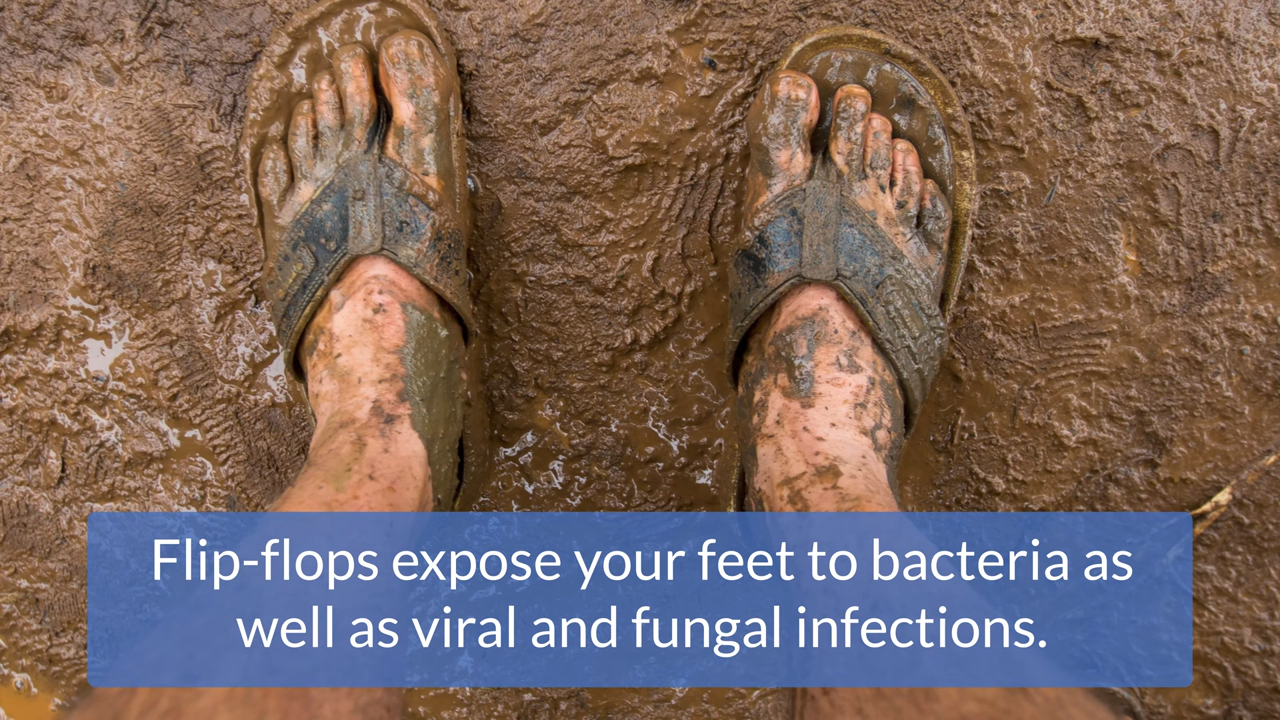 Flip-flops expose your feet to bacteria as
well as viral and fungal infections.